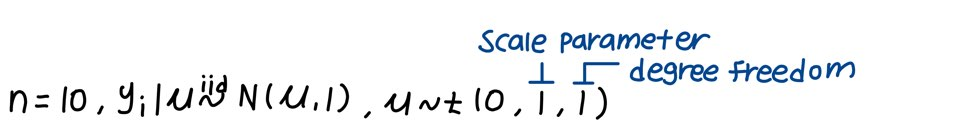 Scale parameter
degree freedom
n = 10 , yᵢ | μ iid~ N(μ,1) , μ ~ t(0, 1, 1)